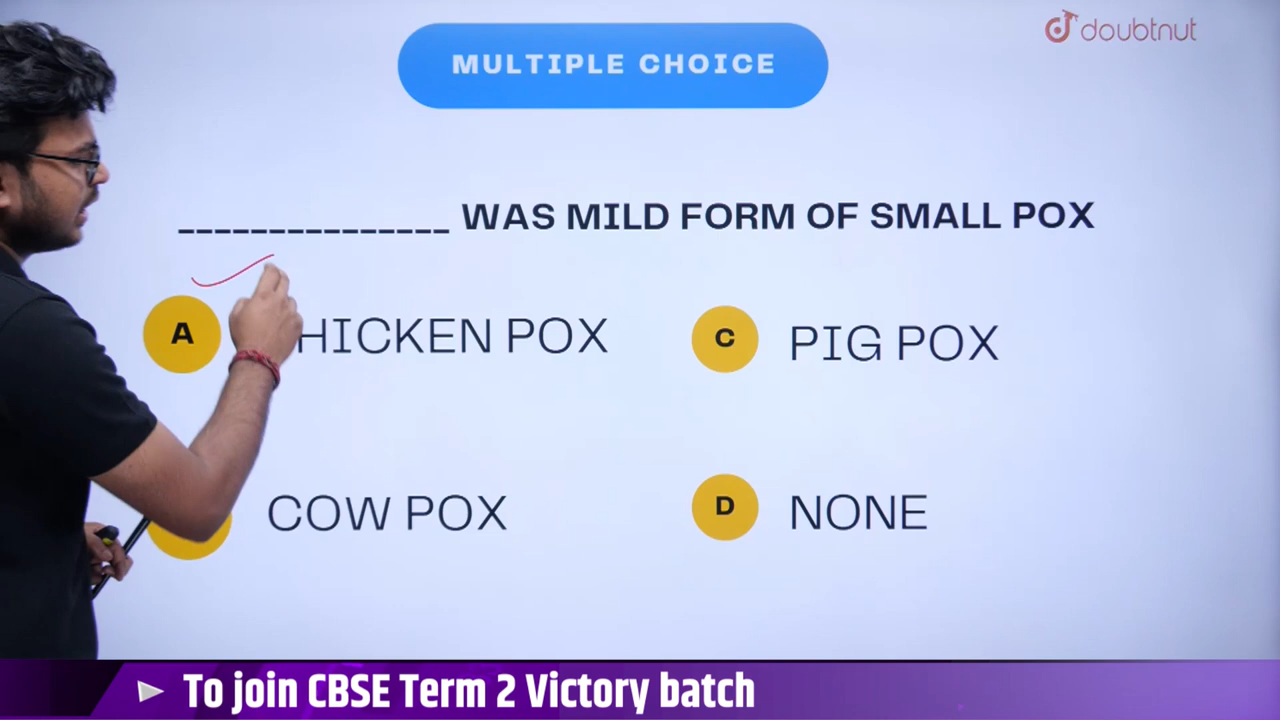 doubtnut
MULTIPLE CHOICE
_______________ WAS MILD FORM OF SMALL POX
A HICKEN POX
C PIG POX
COW POX
D NONE
To join CBSE Term 2 Victory batch